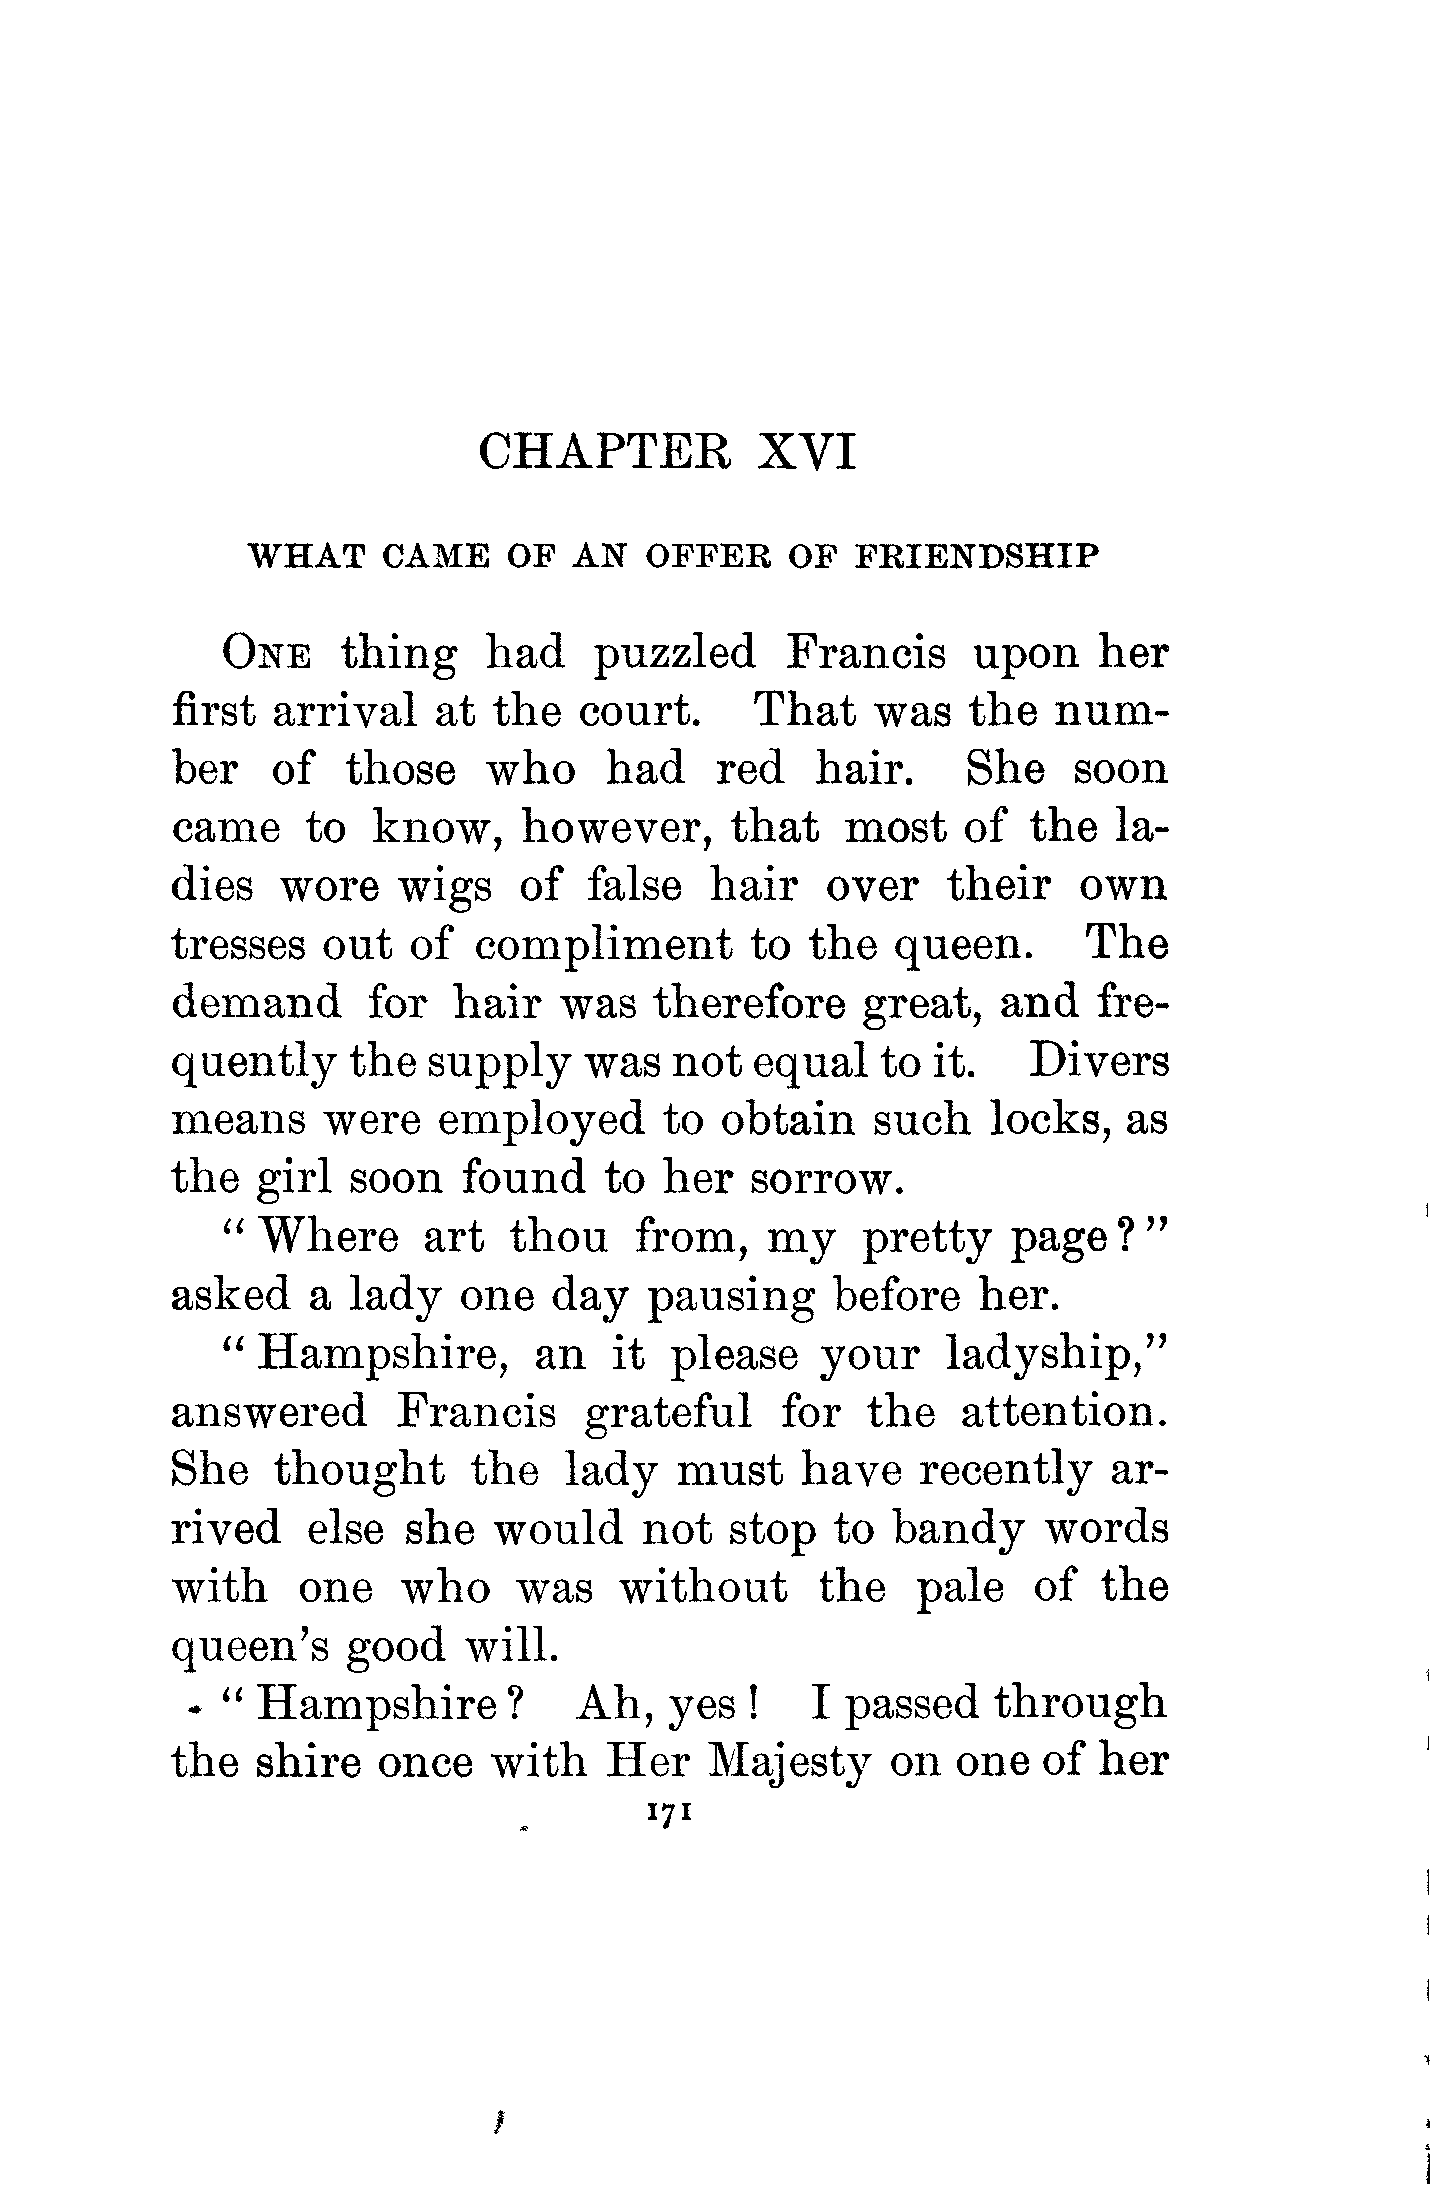 CHAPTER XVI
WHAT CAME OF AN OFFER OF FRIENDSHIP
ONE thing had puzzled Francis upon her
first arrival at the court. That was the num-
ber of those who had red hair. She soon
came to know, however, that most of the la-
dies wore wigs of false hair over their own
tresses out of compliment to the queen. The
demand for hair was therefore great, and fre-
quently the supply was not equal to it. Divers
means were employed to obtain such locks, as
the girl soon found to her sorrow.
" Where art thou from, my pretty page? "
asked a lady one day pausing before her.
" Hampshire, an it please your ladyship,"
answered Francis grateful for the attention.
She thought the lady must have recently ar-
rived else she would not stop to bandy words
with one who was without the pale of the
queen's good will.
" Hampshire? Ah, yes! I passed through
the shire once with Her Majesty on one of her
171